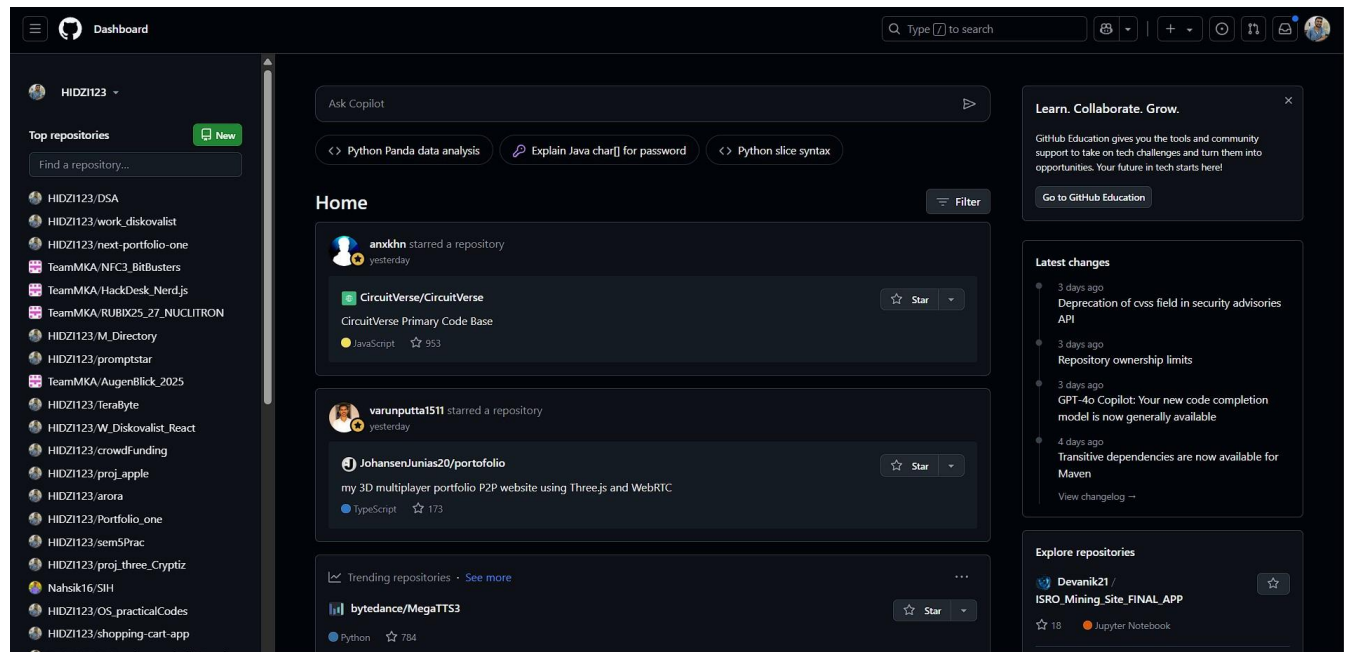 Dashboard
Type / to search
HIDZI123
Top repositories
New
Find a repository...
HIDZI123/DSA
HIDZI123/work_diskovalist
HIDZI123/next-portfolio-one
TeamMKA/NFC3_BitBusters
TeamMKA/HackDesk_Nerd.js
TeamMKA/RUBIX25_27_NUCLITRON
HIDZI123/M_Directory
HIDZI123/promptstar
TeamMKA/AugenBlick_2025
HIDZI123/TeraByte
HIDZI123/W_Diskovalist_React
HIDZI123/crowdFunding
HIDZI123/proj_apple
HIDZI123/arora
HIDZI123/Portfolio_one
HIDZI123/sem5Prac
HIDZI123/proj_three_Cryptiz
Nahsik16/SIH
HIDZI123/OS_practicalCodes
HIDZI123/shopping-cart-app
Ask Copilot
Python Panda data analysis
Explain Java char[] for password
Python slice syntax
Home
Filter
anxkhn starred a repository
yesterday
CircuitVerse/CircuitVerse
Star
CircuitVerse Primary Code Base
JavaScript 953
varunputta1511 starred a repository
yesterday
JohansenJunias20/portofolio
Star
my 3D multiplayer portfolio P2P website using Three.js and WebRTC
TypeScript 173
Trending repositories · See more
bytedance/MegaTTS3
Star
Python 784
Learn. Collaborate. Grow.
GitHub Education gives you the tools and community
support to take on tech challenges and turn them into
opportunities. Your future in tech starts here!
Go to GitHub Education
Latest changes
3 days ago
Deprecation of cvss field in security advisories
API
3 days ago
Repository ownership limits
3 days ago
GPT-4o Copilot: Your new code completion
model is now generally available
4 days ago
Transitive dependencies are now available for
Maven
View changelog →
Explore repositories
Devanik21 /
ISRO_Mining_Site_FINAL_APP
18 Jupyter Notebook